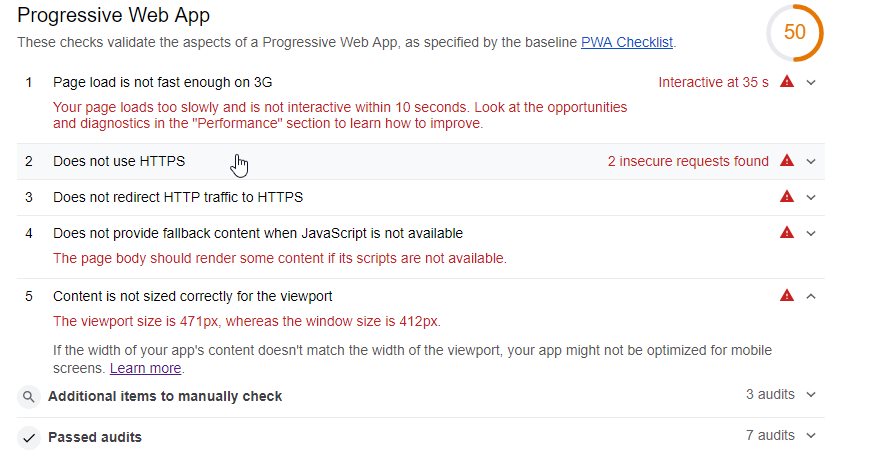 Progressive Web App
50
These checks validate the aspects of a Progressive Web App, as specified by the baseline PWA Checklist.
1 Page load is not fast enough on 3G Interactive at 35 s
Your page loads too slowly and is not interactive within 10 seconds. Look at the opportunities
and diagnostics in the "Performance" section to learn how to improve.
2 Does not use HTTPS 2 insecure requests found
3 Does not redirect HTTP traffic to HTTPS
4 Does not provide fallback content when JavaScript is not available
The page body should render some content if its scripts are not available.
5 Content is not sized correctly for the viewport
The viewport size is 471px, whereas the window size is 412px.
If the width of your app's content doesn't match the width of the viewport, your app might not be optimized for mobile
screens. Learn more.
Additional items to manually check 3 audits
Passed audits 7 audits